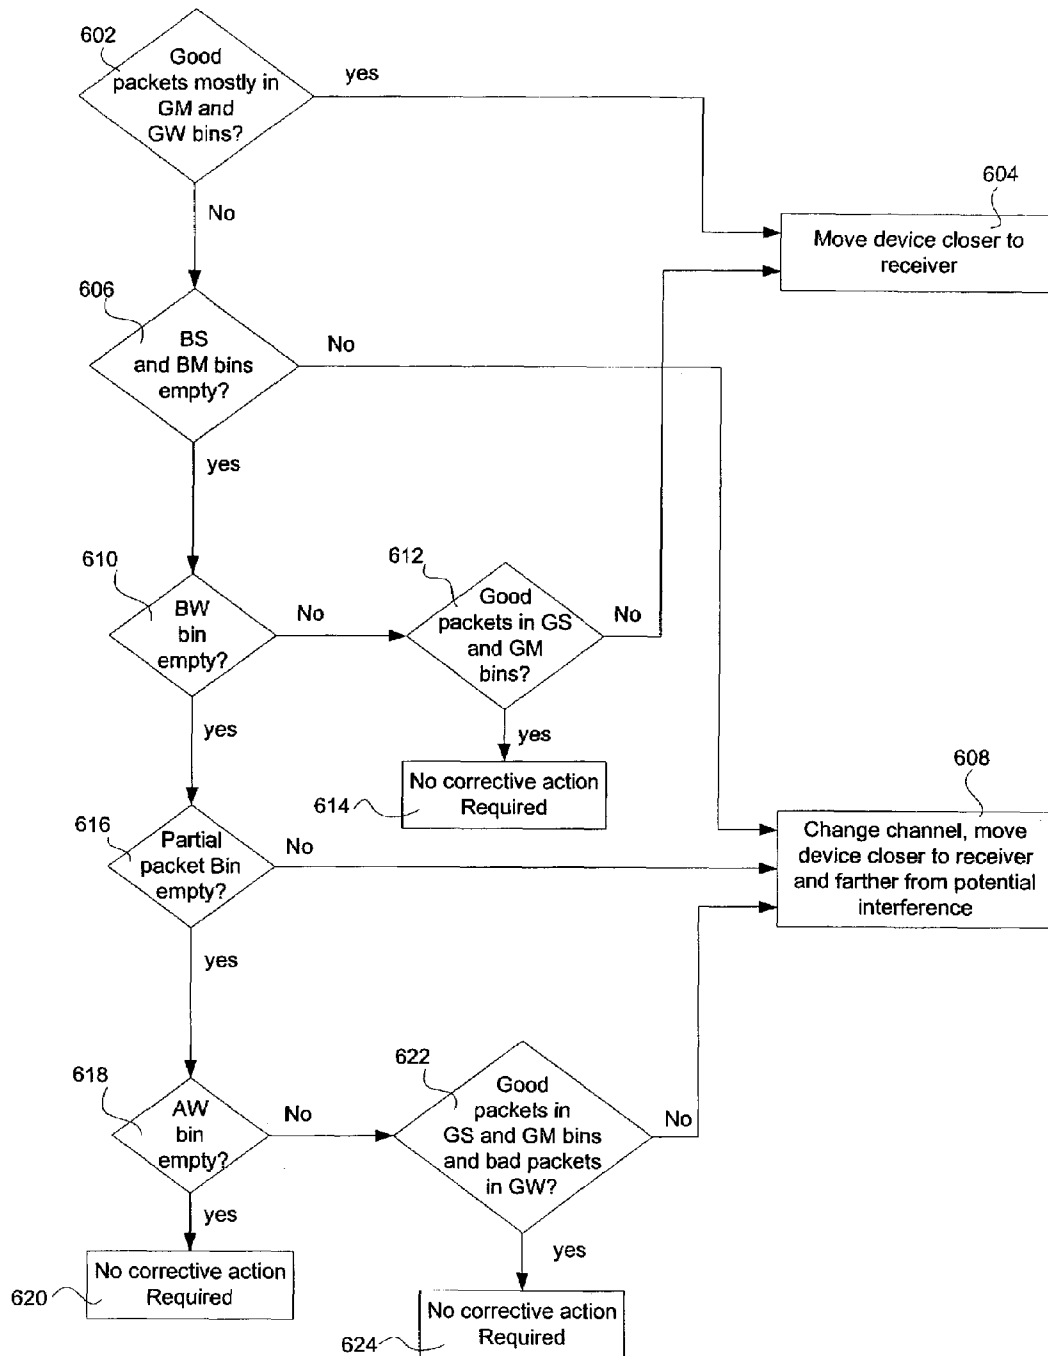 602
Good
packets mostly in
GM and
GW bins?
yes
No
604
Move device closer to
receiver
606
BS
and BM bins
empty?
No
yes
610
BW
bin
empty?
No
612
Good
packets in GS
and GM
bins?
No
yes
yes
No corrective action
Required
614
608
Change channel, move
device closer to receiver
and farther from potential
interference
616
Partial
packet Bin
empty?
No
yes
618
AW
bin
empty?
No
622
Good
packets in
GS and GM bins
and bad packets
in GW?
No
yes
yes
No corrective action
Required
620
No corrective action
Required
624